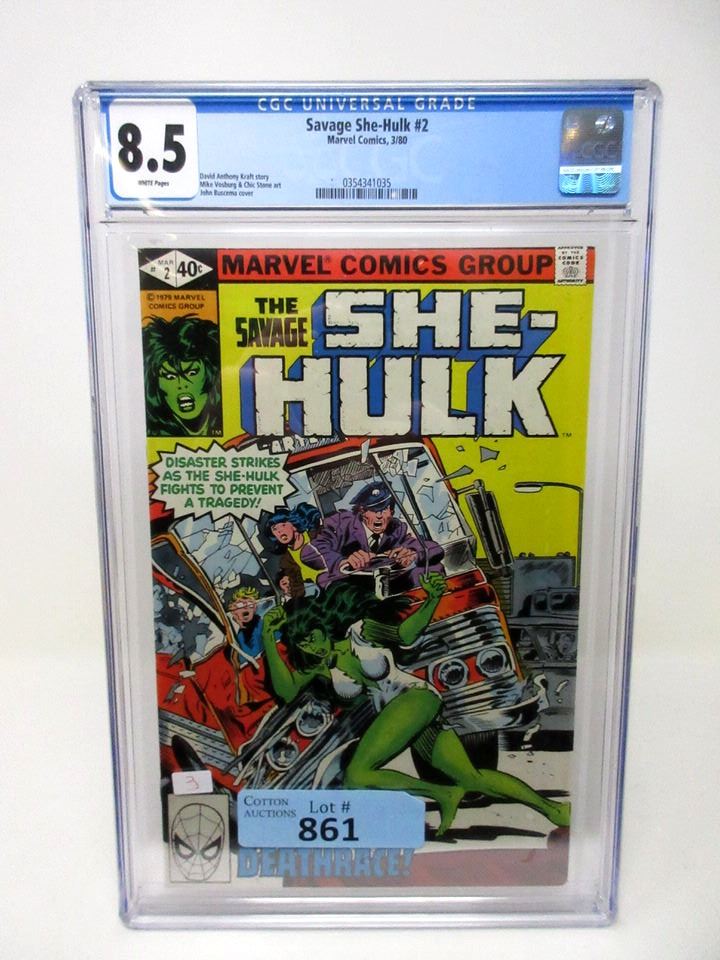 CGC UNIVERSAL GRADE
8.5
WHITE Pages
Savage She-Hulk #2
Marvel Comics, 3/80
David Anthony Kraft story
Mike Vosburg & Chic Stone art
John Buscema cover
0354341035
CGC
MAR
# 2
40¢
MARVEL® COMICS GROUP
APPROVED
BY THE
COMICS
CODE
AUTHORITY
© 1979 MARVEL
COMICS GROUP
THE
SAVAGE
SHE-
HULK
TM
TM
DISASTER STRIKES
AS THE SHE-HULK
FIGHTS TO PREVENT
A TRAGEDY!
3
COTTON
AUCTIONS
Lot #
861
DEATHRACE!